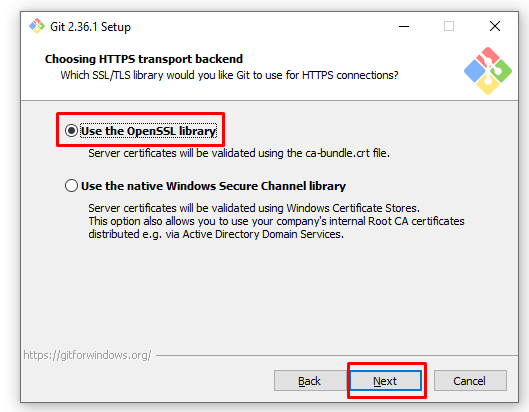 Git 2.36.1 Setup
Choosing HTTPS transport backend
Which SSL/TLS library would you like Git to use for HTTPS connections?
Use the OpenSSL library
Server certificates will be validated using the ca-bundle.crt file.
Use the native Windows Secure Channel library
Server certificates will be validated using Windows Certificate Stores.
This option also allows you to use your company's internal Root CA certificates
distributed e.g. via Active Directory Domain Services.
https://gitforwindows.org/
Back Next Cancel